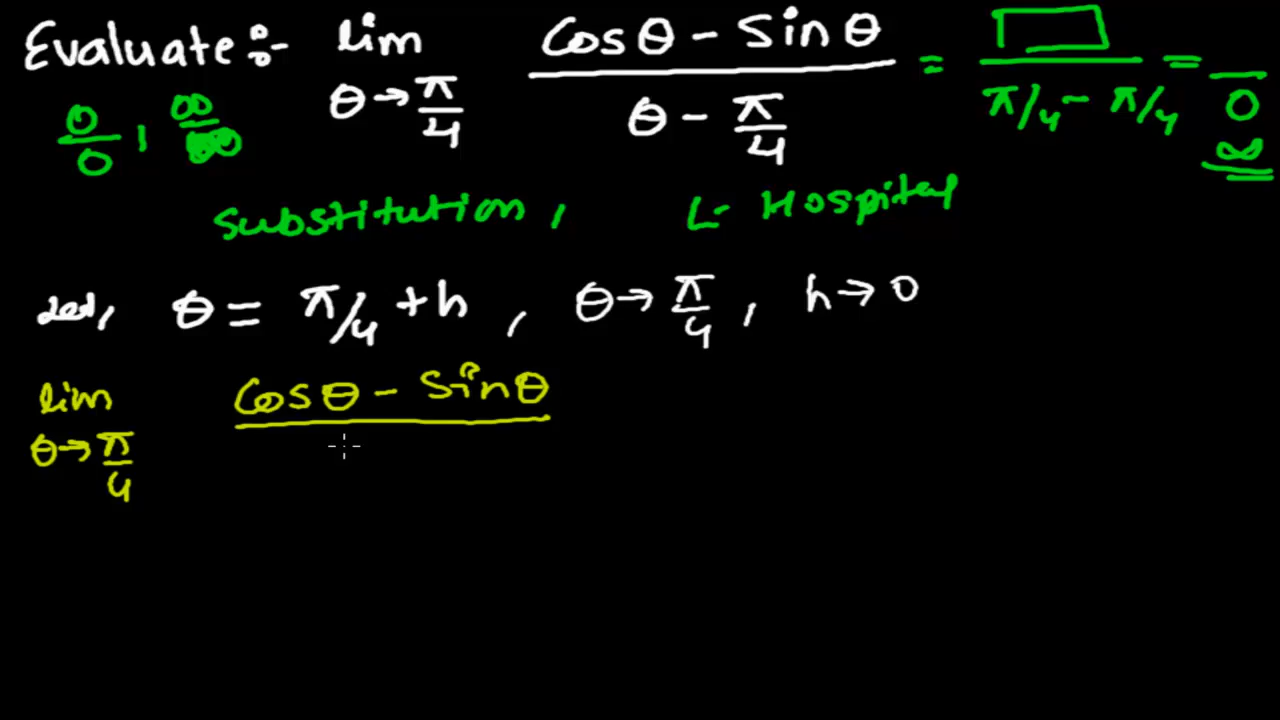 Evaluate :- lim θ→π/4 (Cosθ - Sinθ)/(θ - π/4) = □/(π/4 - π/4) = —/0
0/0 , ∞/∞ ∞
Substitution, L- Hospital
Let, θ = π/4 + h , θ→π/4 , h→0
lim θ→π/4 Cosθ - Sinθ